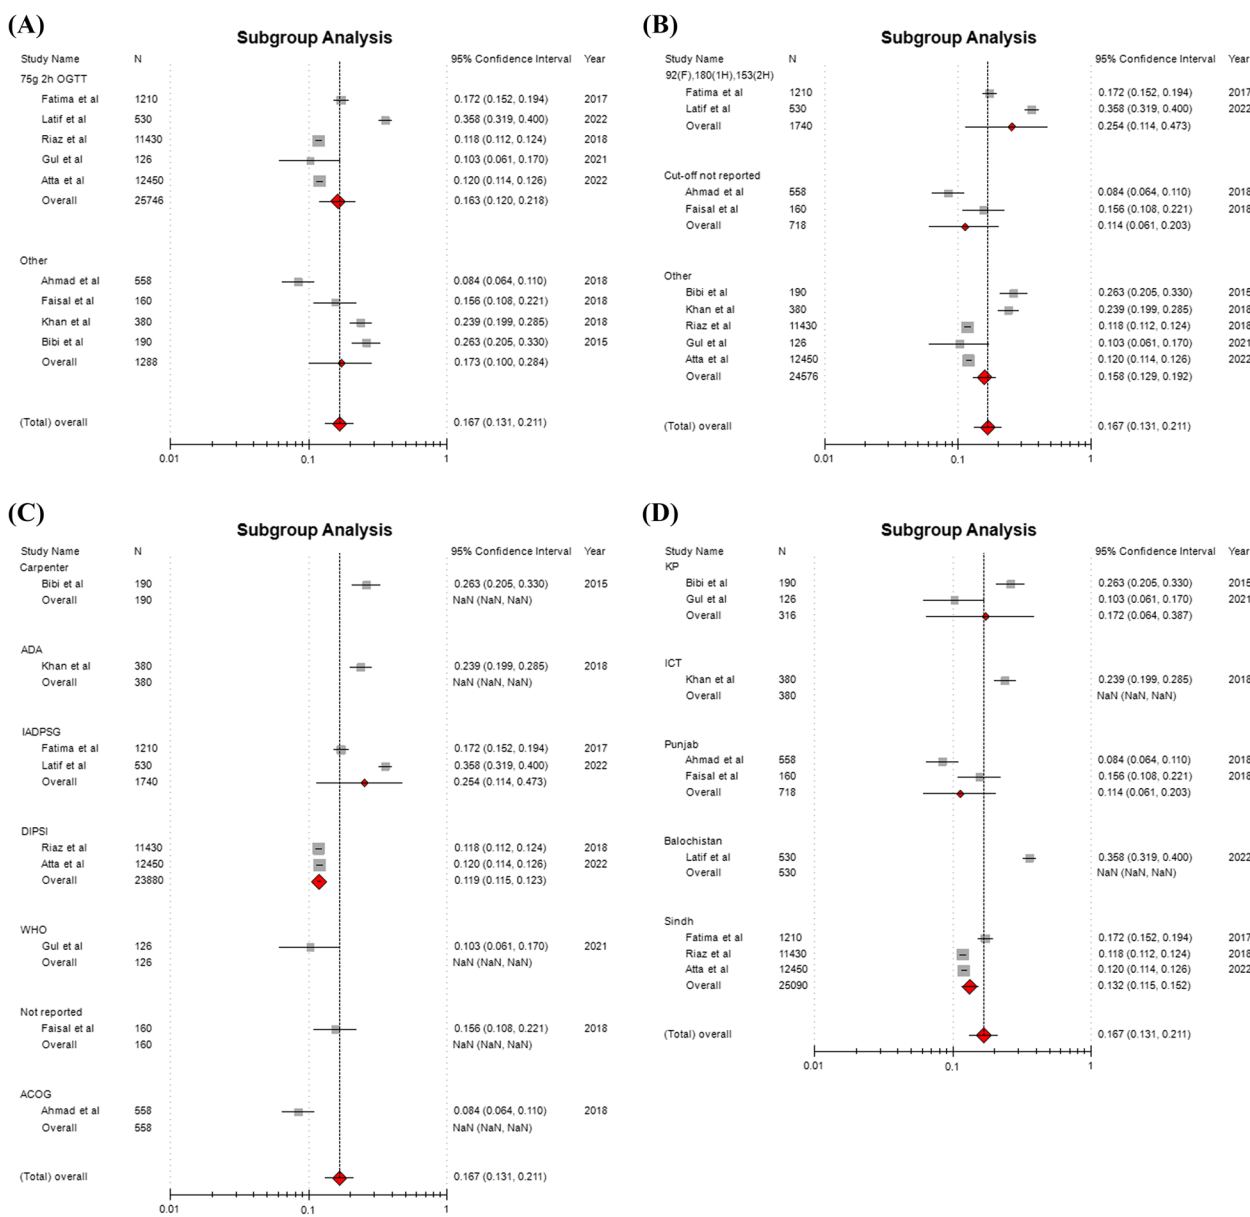 (A)
Subgroup Analysis
Study Name N 95% Confidence Interval Year
75g 2h OGTT
Fatima et al 1210 0.172 (0.152, 0.194) 2017
Latif et al 530 0.358 (0.319, 0.400) 2022
Riaz et al 11430 0.118 (0.112, 0.124) 2018
Gul et al 126 0.103 (0.061, 0.170) 2021
Atta et al 12450 0.120 (0.114, 0.126) 2022
Overall 25746 0.163 (0.120, 0.218)
Other
Ahmad et al 558 0.084 (0.064, 0.110) 2018
Faisal et al 160 0.156 (0.108, 0.221) 2018
Khan et al 380 0.239 (0.199, 0.285) 2018
Bibi et al 190 0.263 (0.205, 0.330) 2015
Overall 1288 0.173 (0.100, 0.284)
(Total) overall 0.167 (0.131, 0.211)
0.01 0.1 1
(B)
Subgroup Analysis
Study Name N 95% Confidence Interval Year
92(F),180(1H),153(2H)
Fatima et al 1210 0.172 (0.152, 0.194) 2017
Latif et al 530 0.358 (0.319, 0.400) 2022
Overall 1740 0.254 (0.114, 0.473)
Cut-off not reported
Ahmad et al 558 0.084 (0.064, 0.110) 2018
Faisal et al 160 0.156 (0.108, 0.221) 2018
Overall 718 0.114 (0.061, 0.203)
Other
Bibi et al 190 0.263 (0.205, 0.330) 2015
Khan et al 380 0.239 (0.199, 0.285) 2018
Riaz et al 11430 0.118 (0.112, 0.124) 2018
Gul et al 126 0.103 (0.061, 0.170) 2021
Atta et al 12450 0.120 (0.114, 0.126) 2022
Overall 24576 0.158 (0.129, 0.192)
(Total) overall 0.167 (0.131, 0.211)
0.01 0.1 1
(C)
Subgroup Analysis
Study Name N 95% Confidence Interval Year
Carpenter
Bibi et al 190 0.263 (0.205, 0.330) 2015
Overall 190 NaN (NaN, NaN)
ADA
Khan et al 380 0.239 (0.199, 0.285) 2018
Overall 380 NaN (NaN, NaN)
IADPSG
Fatima et al 1210 0.172 (0.152, 0.194) 2017
Latif et al 530 0.358 (0.319, 0.400) 2022
Overall 1740 0.254 (0.114, 0.473)
DIPSI
Riaz et al 11430 0.118 (0.112, 0.124) 2018
Atta et al 12450 0.120 (0.114, 0.126) 2022
Overall 23880 0.119 (0.115, 0.123)
WHO
Gul et al 126 0.103 (0.061, 0.170) 2021
Overall 126 NaN (NaN, NaN)
Not reported
Faisal et al 160 0.156 (0.108, 0.221) 2018
Overall 160 NaN (NaN, NaN)
ACOG
Ahmad et al 558 0.084 (0.064, 0.110) 2018
Overall 558 NaN (NaN, NaN)
(Total) overall 0.167 (0.131, 0.211)
0.01 0.1 1
(D)
Subgroup Analysis
Study Name N 95% Confidence Interval Year
KP
Bibi et al 190 0.263 (0.205, 0.330) 2015
Gul et al 126 0.103 (0.061, 0.170) 2021
Overall 316 0.172 (0.064, 0.387)
ICT
Khan et al 380 0.239 (0.199, 0.285) 2018
Overall 380 NaN (NaN, NaN)
Punjab
Ahmad et al 558 0.084 (0.064, 0.110) 2018
Faisal et al 160 0.156 (0.108, 0.221) 2018
Overall 718 0.114 (0.061, 0.203)
Balochistan
Latif et al 530 0.358 (0.319, 0.400) 2022
Overall 530 NaN (NaN, NaN)
Sindh
Fatima et al 1210 0.172 (0.152, 0.194) 2017
Riaz et al 11430 0.118 (0.112, 0.124) 2018
Atta et al 12450 0.120 (0.114, 0.126) 2022
Overall 25090 0.132 (0.115, 0.152)
(Total) overall 0.167 (0.131, 0.211)
0.01 0.1 1